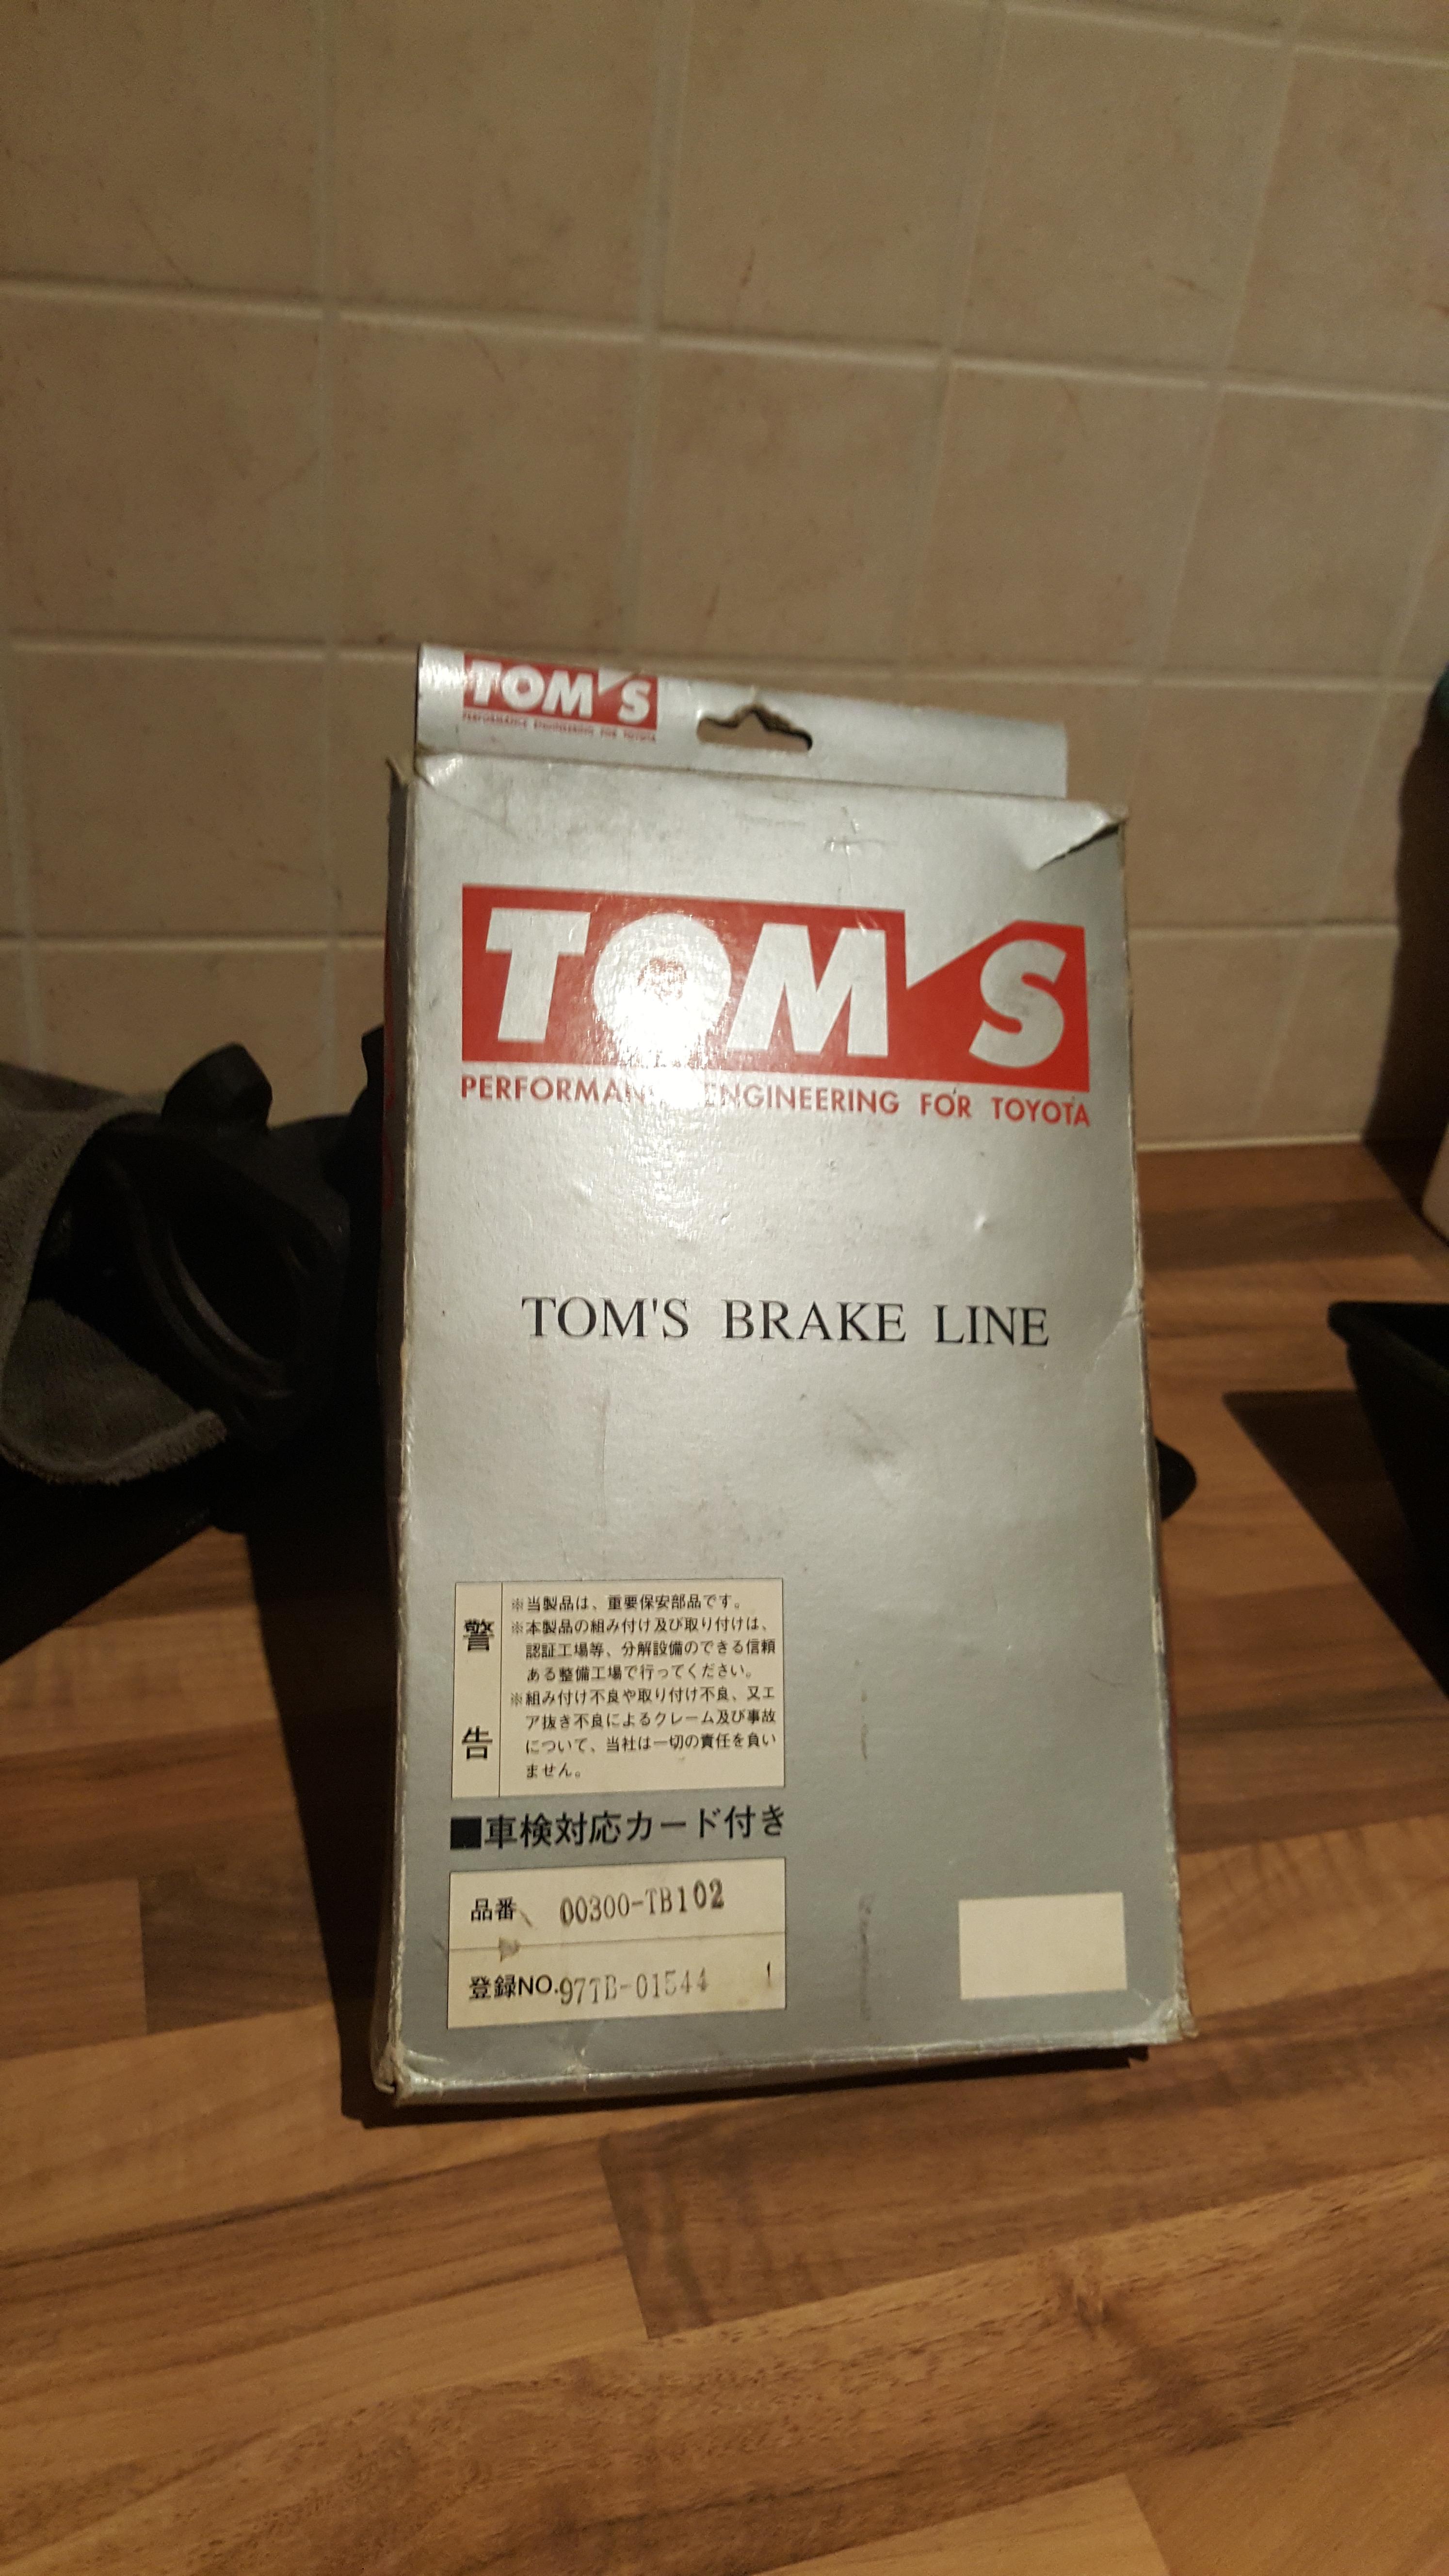 TOM'S
PERFORMANCE ENGINEERING FOR TOYOTA
TOM'S
ENGINEERING FOR TOYOTA
TOM'S BRAKE LINE
警告
※当製品は、重要保安部品です。
※本製品の組み付け及び取り付けは、
認証工場等、分解設備のできる信頼
ある整備工場で行ってください。
※組み付け不良や取り付け不良、又エ
ア抜き不良によるクレーム及び事故
について、当社は一切の責任を負い
ません。
■車検対応カード付き
品番 00300-TB102
登録NO.97TB-01544 1